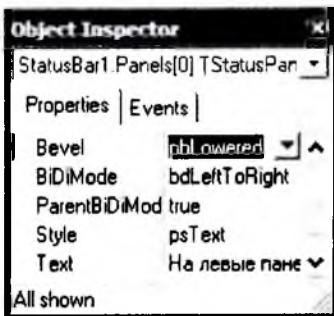 Object Inspector
StatusBar1.Panels[0] TStatusPan
Properties Events
Bevel pbLowered
BiDiMode bdLeftToRight
ParentBiDiMod true
Style psText
Text На левые пане
All shown